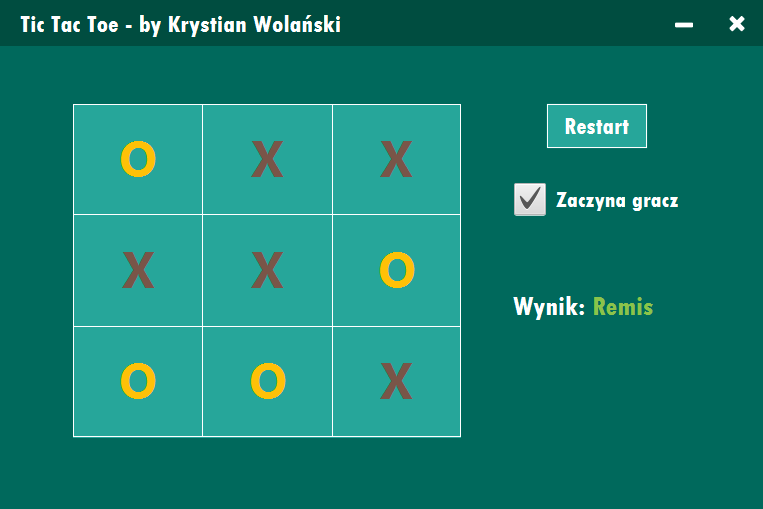 Tic Tac Toe - by Krystian Wolański
O X X
X X O
O O X
Restart
Zaczyna gracz
Wynik: Remis